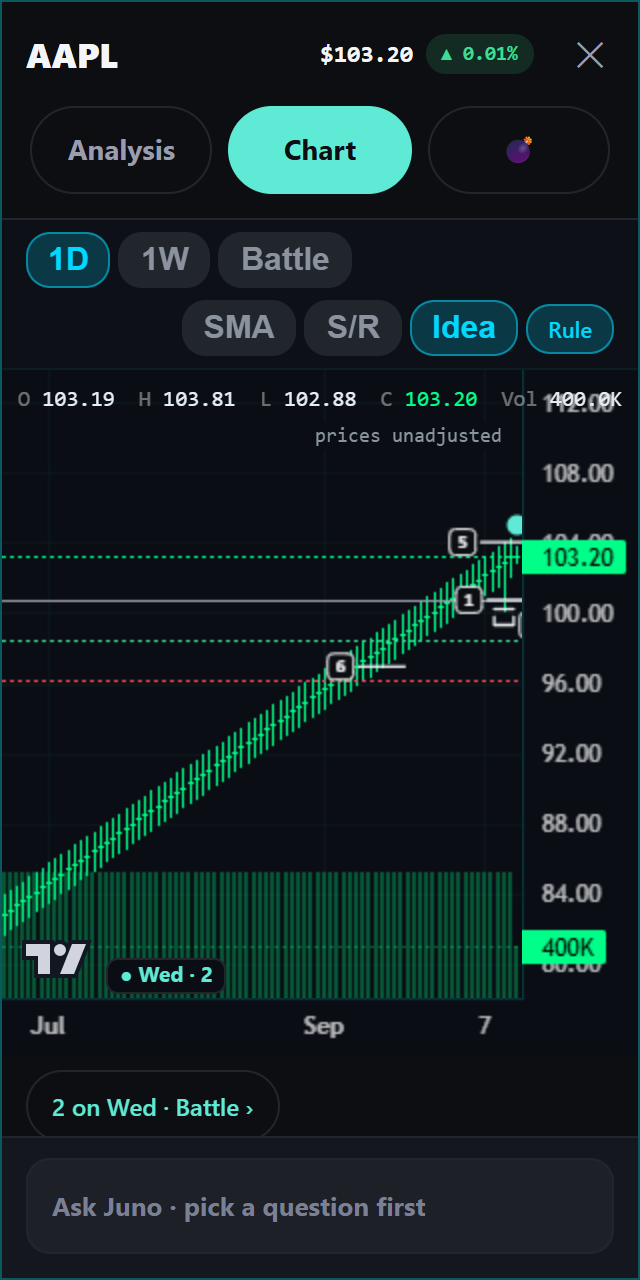 AAPL
$103.20 ▲ 0.01%
Analysis Chart
1D 1W Battle
SMA S/R Idea Rule
O 103.19 H 103.81 L 102.88 C 103.20 Vol 400.0K
112.00
prices unadjusted
108.00
5
103.20
1
100.00
6
96.00
92.00
88.00
84.00
400K
Wed · 2
Jul Sep 7
2 on Wed · Battle ›
Ask Juno · pick a question first